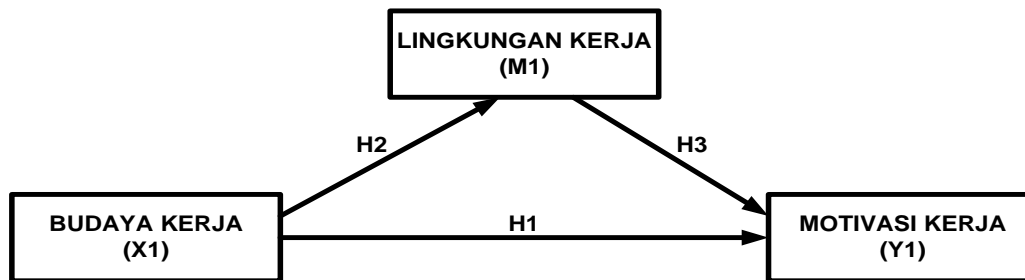 LINGKUNGAN KERJA
(M1)
H2
H3
BUDAYA KERJA
(X1)
H1
MOTIVASI KERJA
(Y1)